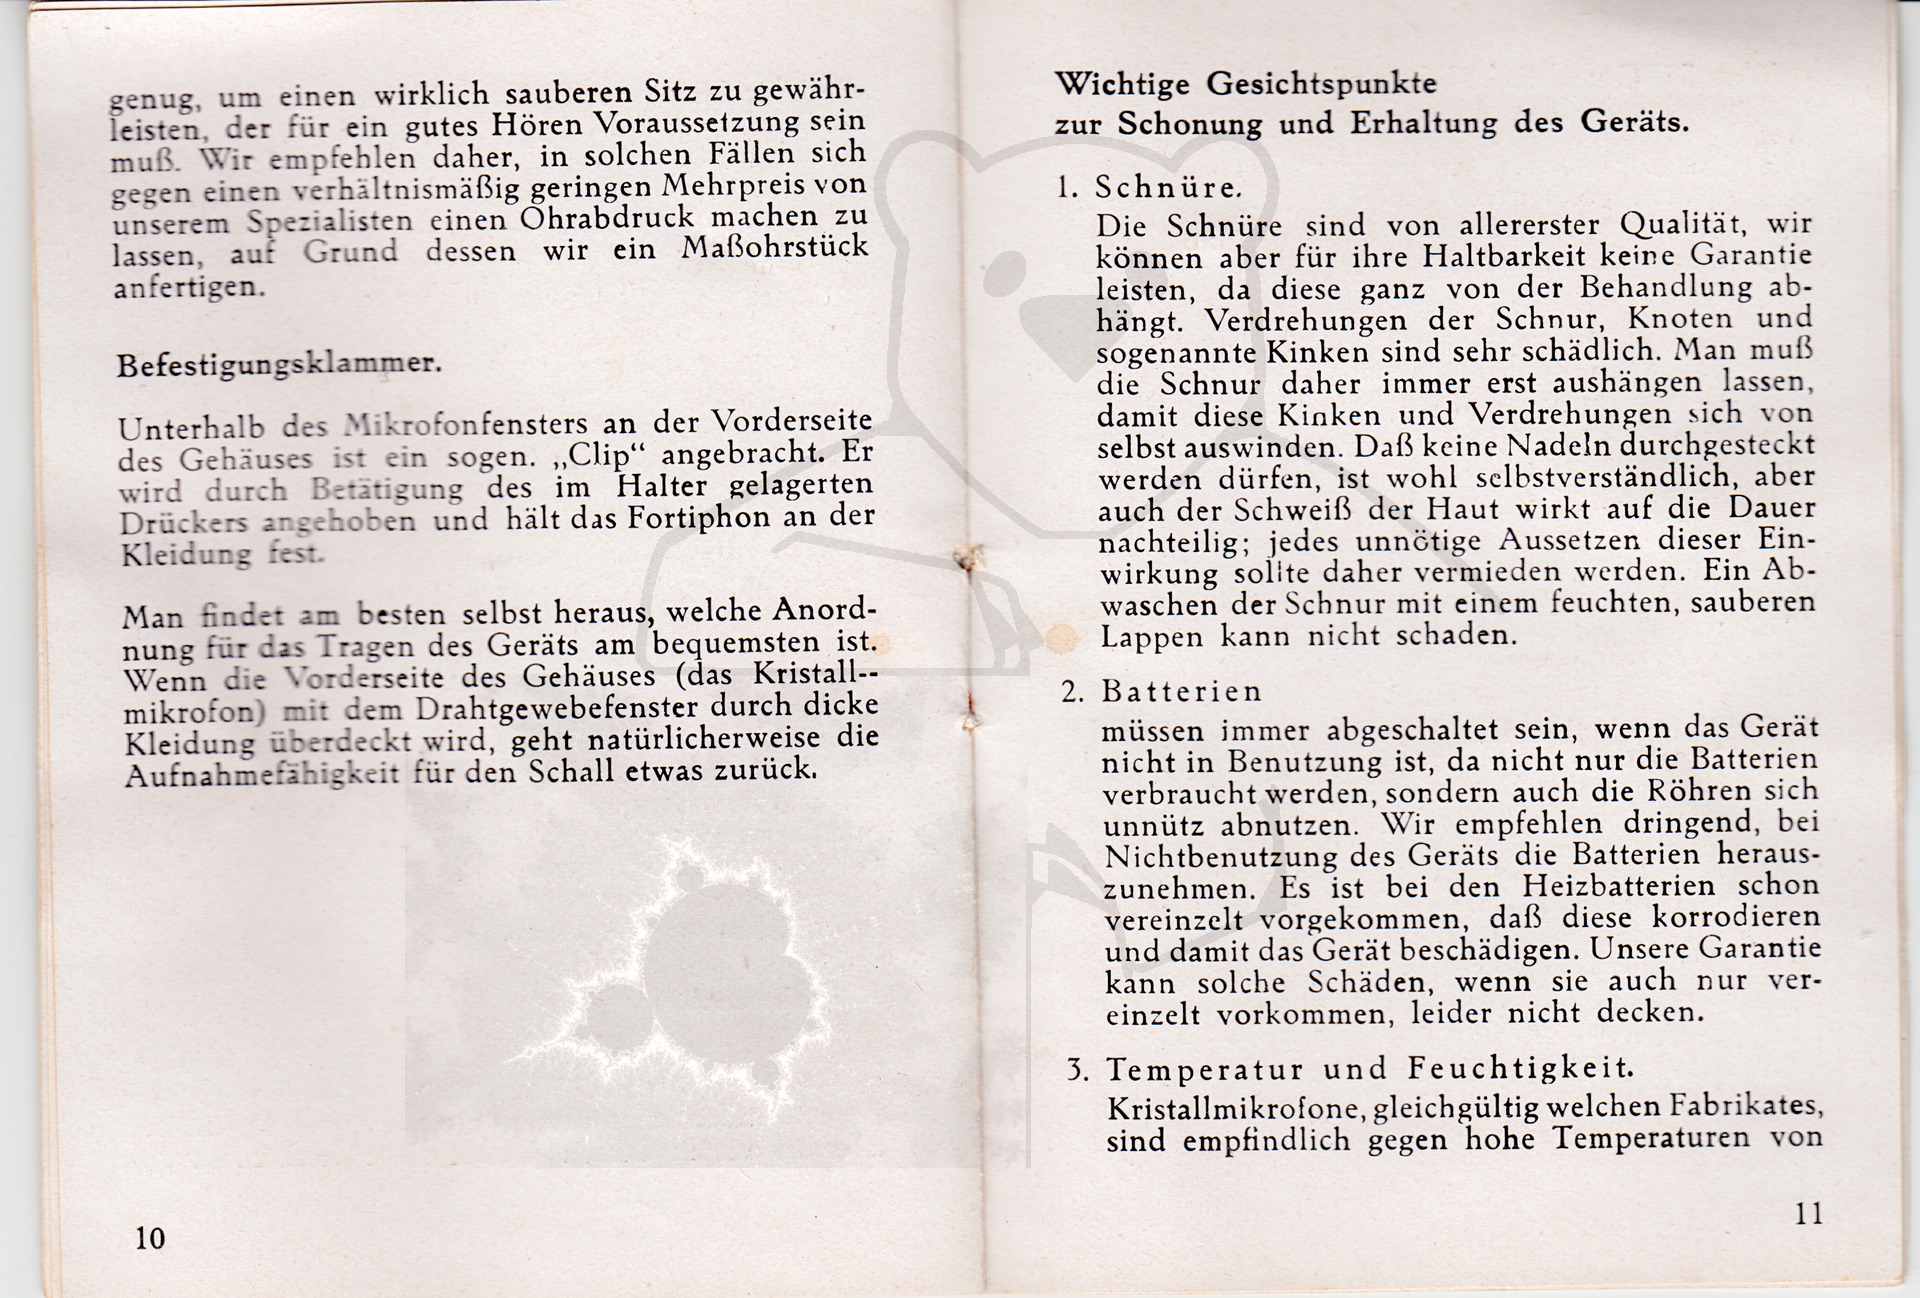 genug, um einen wirklich sauberen Sitz zu gewähr-
leisten, der für ein gutes Hören Voraussetzung sein
muß. Wir empfehlen daher, in solchen Fällen sich
gegen einen verhältnismäßig geringen Mehrpreis von
unserem Spezialisten einen Ohrabdruck machen zu
lassen, auf Grund dessen wir ein Maßohrstück
anfertigen.
Befestigungsklammer.
Unterhalb des Mikrofonfensters an der Vorderseite
des Gehäuses ist ein sogen. „Clip“ angebracht. Er
wird durch Betätigung des im Halter gelagerten
Drückers angehoben und hält das Fortiphon an der
Kleidung fest.
Man findet am besten selbst heraus, welche Anord-
nung für das Tragen des Geräts am bequemsten ist.
Wenn die Vorderseite des Gehäuses (das Kristall--
mikrofon) mit dem Drahtgewebefenster durch dicke
Kleidung überdeckt wird, geht natürlicherweise die
Aufnahmefähigkeit für den Schall etwas zurück.
10
Wichtige Gesichtspunkte
zur Schonung und Erhaltung des Geräts.
1. Schnüre.
Die Schnüre sind von allererster Qualität, wir
können aber für ihre Haltbarkeit keine Garantie
leisten, da diese ganz von der Behandlung ab-
hängt. Verdrehungen der Schnur, Knoten und
sogenannte Kinken sind sehr schädlich. Man muß
die Schnur daher immer erst aushängen lassen,
damit diese Kinken und Verdrehungen sich von
selbst auswinden. Daß keine Nadeln durchgesteckt
werden dürfen, ist wohl selbstverständlich, aber
auch der Schweiß der Haut wirkt auf die Dauer
nachteilig; jedes unnötige Aussetzen dieser Ein-
wirkung sollte daher vermieden werden. Ein Ab-
waschen der Schnur mit einem feuchten, sauberen
Lappen kann nicht schaden.
2. Batterien
müssen immer abgeschaltet sein, wenn das Gerät
nicht in Benutzung ist, da nicht nur die Batterien
verbraucht werden, sondern auch die Röhren sich
unnütz abnutzen. Wir empfehlen dringend, bei
Nichtbenutzung des Geräts die Batterien heraus-
zunehmen. Es ist bei den Heizbatterien schon
vereinzelt vorgekommen, daß diese korrodieren
und damit das Gerät beschädigen. Unsere Garantie
kann solche Schäden, wenn sie auch nur ver-
einzelt vorkommen, leider nicht decken.
3. Temperatur und Feuchtigkeit.
Kristallmikrofone, gleichgültig welchen Fabrikates,
sind empfindlich gegen hohe Temperaturen von
11